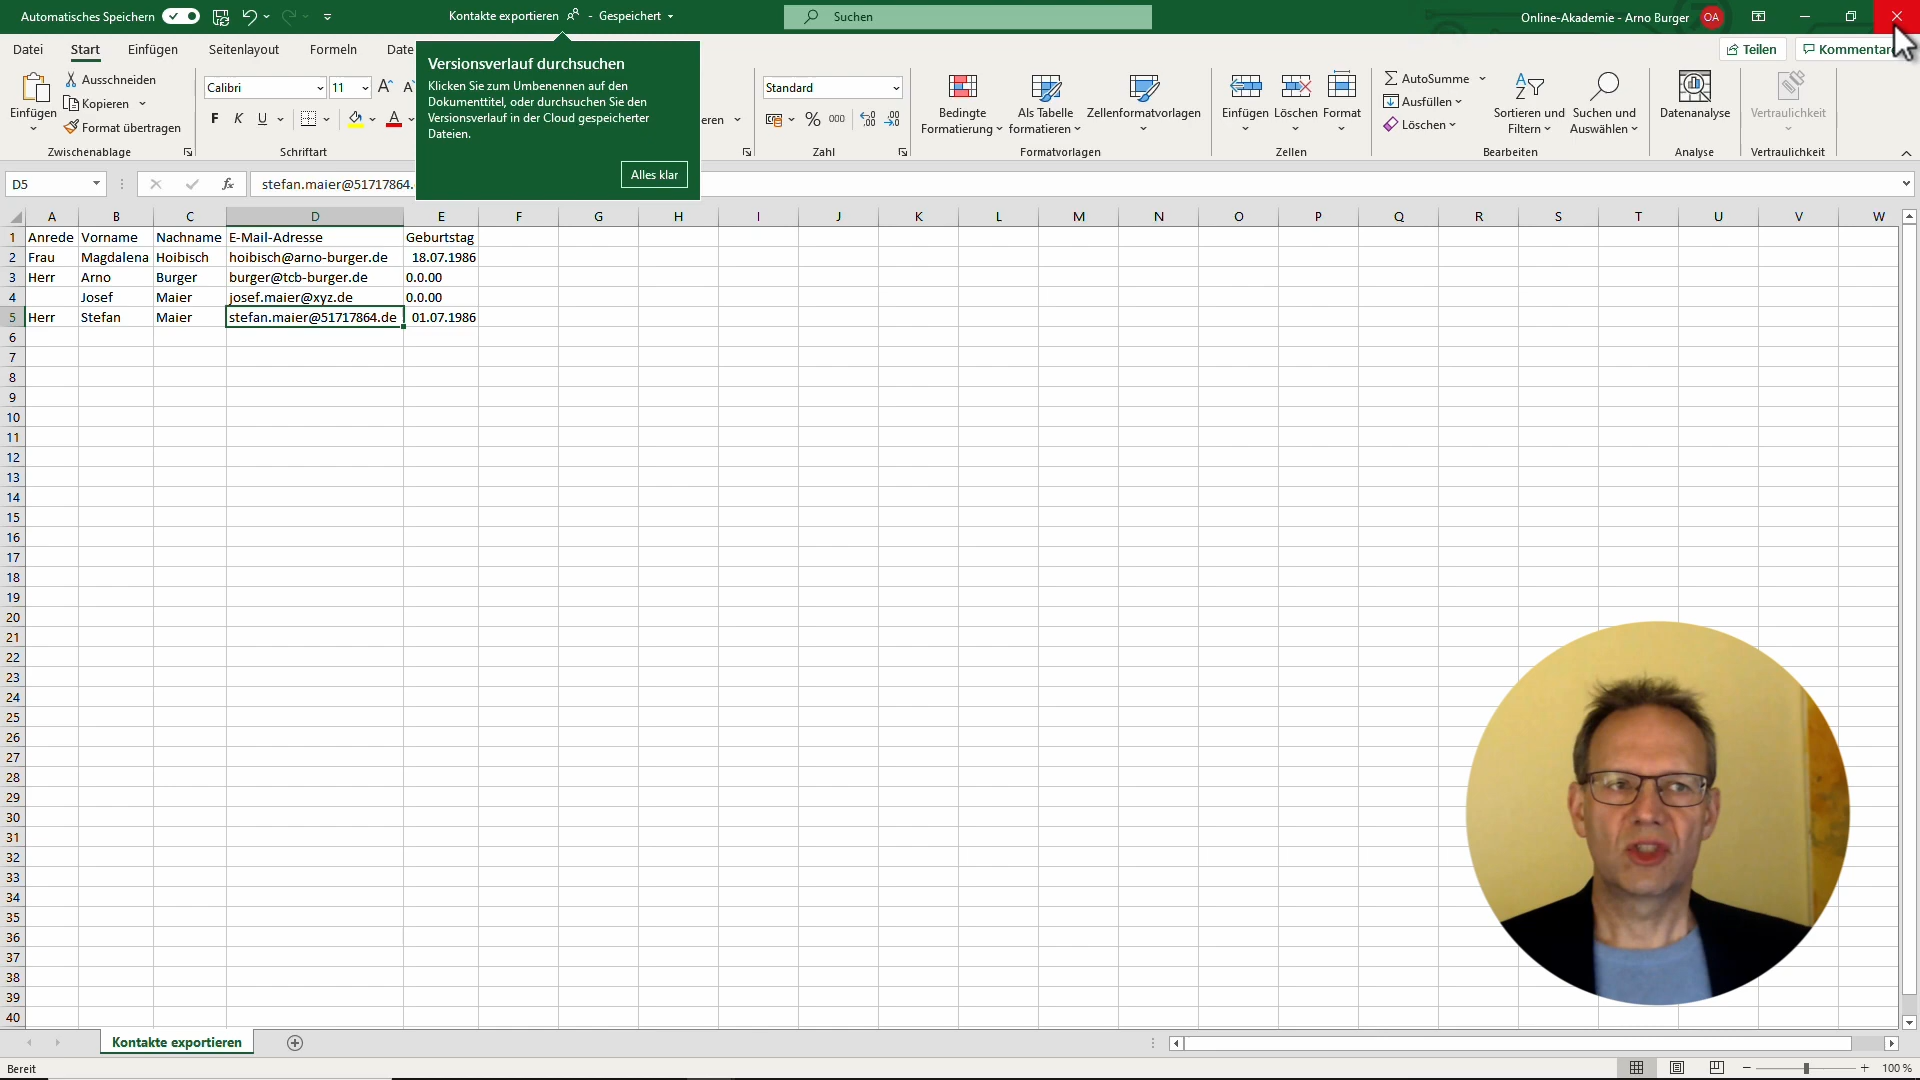 Automatisches Speichern
Kontakte exportieren - Gespeichert
Suchen
Online-Akademie - Arno Burger OA
Datei Start Einfügen Seitenlayout Formeln Date
Teilen Kommentare
Versionsverlauf durchsuchen
Klicken Sie zum Umbenennen auf den
Dokumenttitel, oder durchsuchen Sie den
Versionsverlauf in der Cloud gespeicherter
Dateien.
Alles klar
Einfügen
Ausschneiden
Kopieren
Format übertragen
Zwischenablage
Calibri 11
F K U
Schriftart
eren
Standard
% 000
Zahl
Bedingte
Formatierung
Als Tabelle
formatieren
Zellenformatvorlagen
Formatvorlagen
Einfügen Löschen Format
Zellen
AutoSumme
Ausfüllen
Löschen
Sortieren und
Filtern
Suchen und
Auswählen
Bearbeiten
Datenanalyse
Analyse
Vertraulichkeit
Vertraulichkeit
D5 fx stefan.maier@51717864.
A B C D E F G H I J K L M N O P Q R S T U V W
1 Anrede Vorname Nachname E-Mail-Adresse Geburtstag
2 Frau Magdalena Hoibisch hoibisch@arno-burger.de 18.07.1986
3 Herr Arno Burger burger@tcb-burger.de 0.0.00
4 Josef Maier josef.maier@xyz.de 0.0.00
5 Herr Stefan Maier stefan.maier@51717864.de 01.07.1986
6
7
8
9
10
11
12
13
14
15
16
17
18
19
20
21
22
23
24
25
26
27
28
29
30
31
32
33
34
35
36
37
38
39
40
Kontakte exportieren
Bereit
100 %